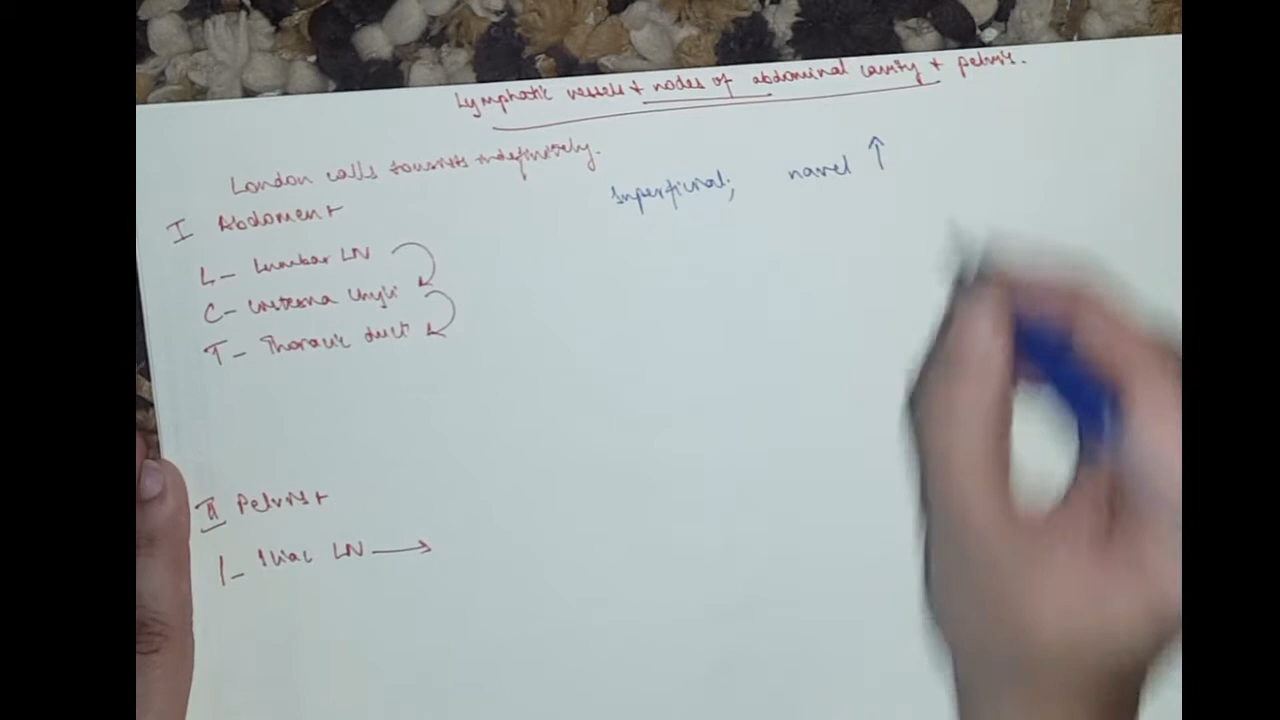 Lymphatic vessels + nodes of abdominal cavity + pelvis.
London calls tourists indefinitely.
Superficial; navel ↑
I Abdomen +
L - Lumbar LN
C - Cisterna Chyli
T - Thoracic duct
II Pelvis +
I - Iliac LN →